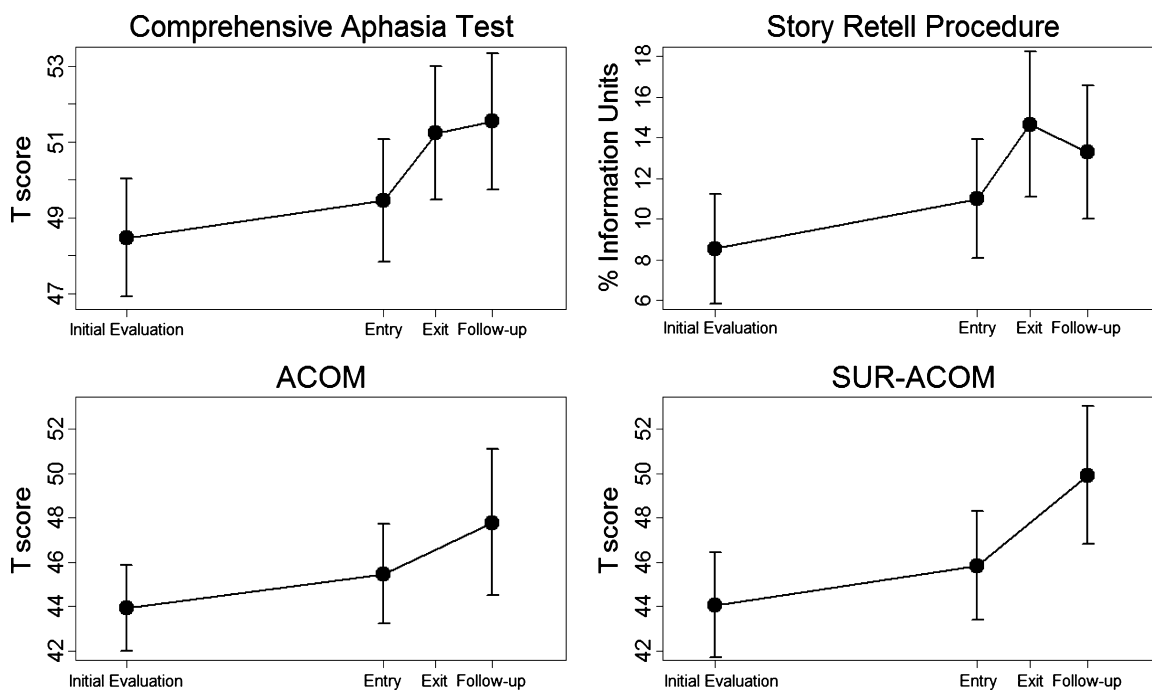 Comprehensive Aphasia Test
T score
53
51
49
47
Initial Evaluation Entry Exit Follow-up
Story Retell Procedure
% Information Units
18
16
14
12
10
8
6
Initial Evaluation Entry Exit Follow-up
ACOM
T score
52
50
48
46
44
42
Initial Evaluation Entry Exit Follow-up
SUR-ACOM
T score
52
50
48
46
44
42
Initial Evaluation Entry Exit Follow-up